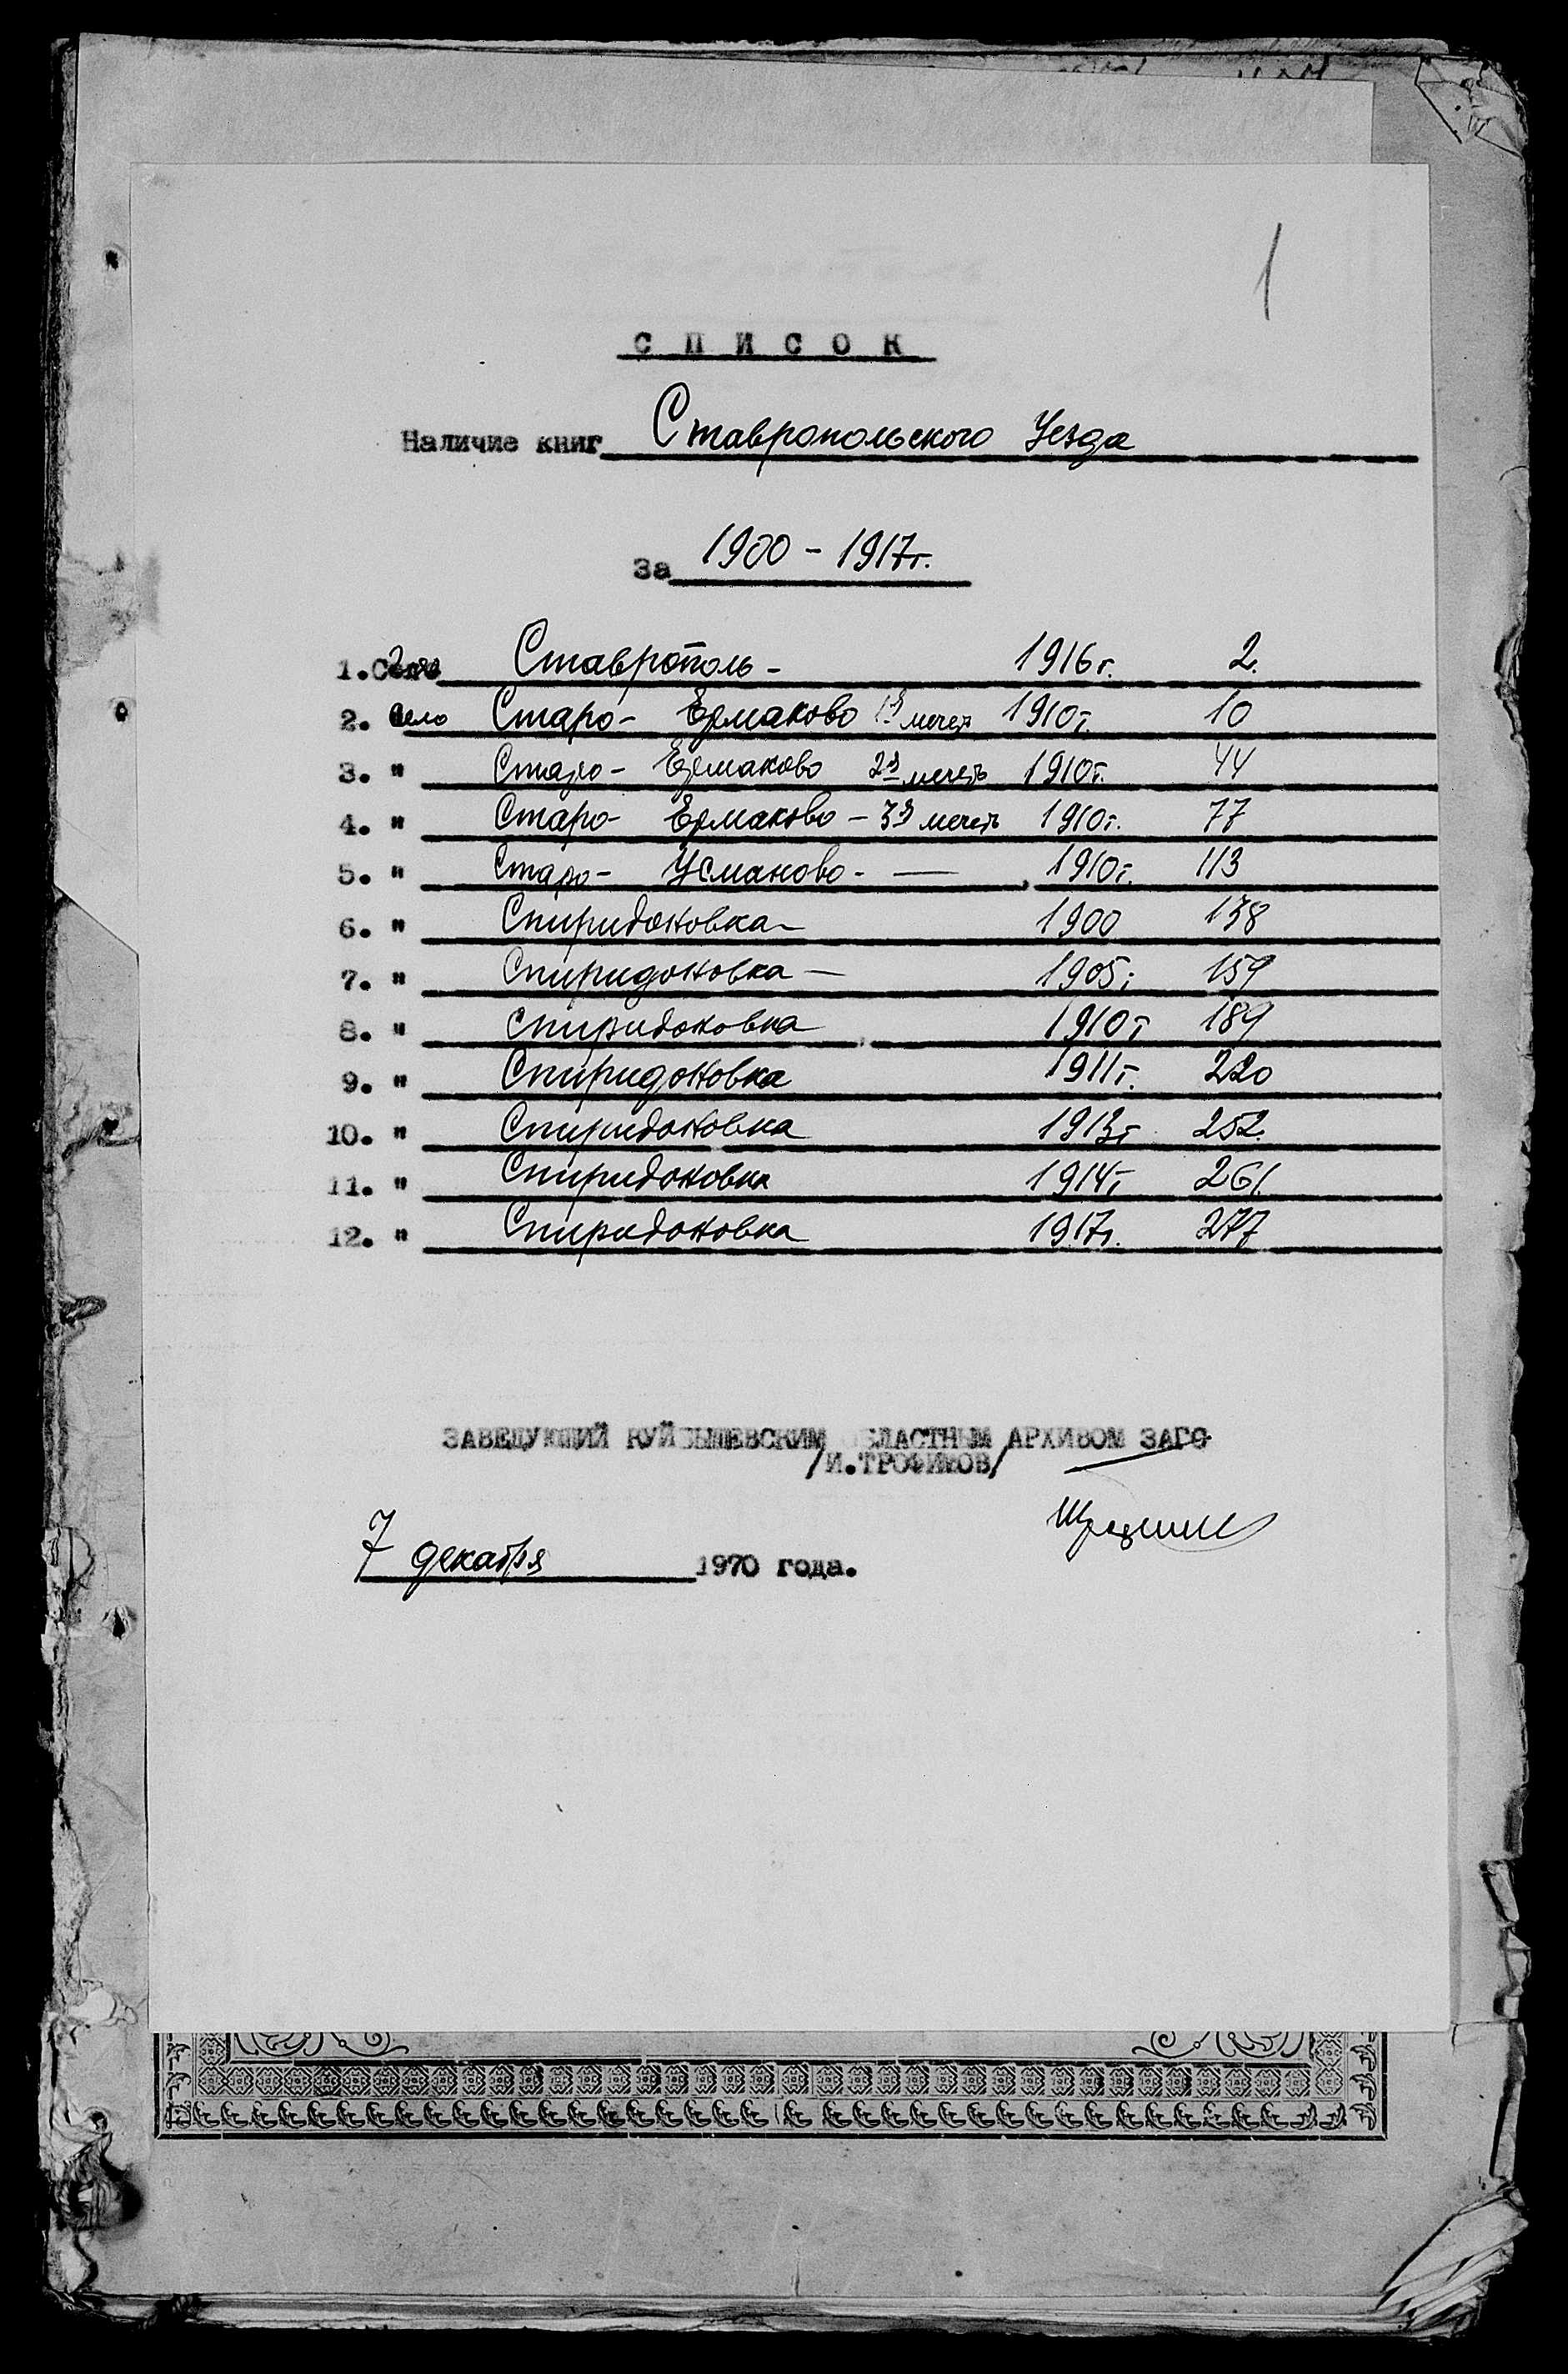 1
СПИСОК
Наличие книг Ставропольского Уезда
За 1900 - 1917г.
1. Ставрополь - 1916г. 2.
2. Село Старо- Ермаково 1я мечеть 1910г. 10
3. " Старо- Ермаково 2я мечеть 1910г. 44
4. " Старо- Ермаково - 3я мечеть 1910г. 77
5. " Старо- Усманово - — 1910г. 113
6. " Спиридоновка - 1900 138
7. " Спиридоновка — 1905г 159
8. " Спиридоновка 1910г 189
9. " Спиридоновка 1911г. 220
10. " Спиридоновка 1913г 252.
11. " Спиридоновка 1914г 261.
12. " Спиридоновка 1917г. 277
ЗАВЕДУЮЩИЙ КУЙБЫШЕВСКИМ ОБЛАСТНЫМ АРХИВОМ ЗАГС
/И.ТРОФИМОВ/
7 декабря 1970 года.